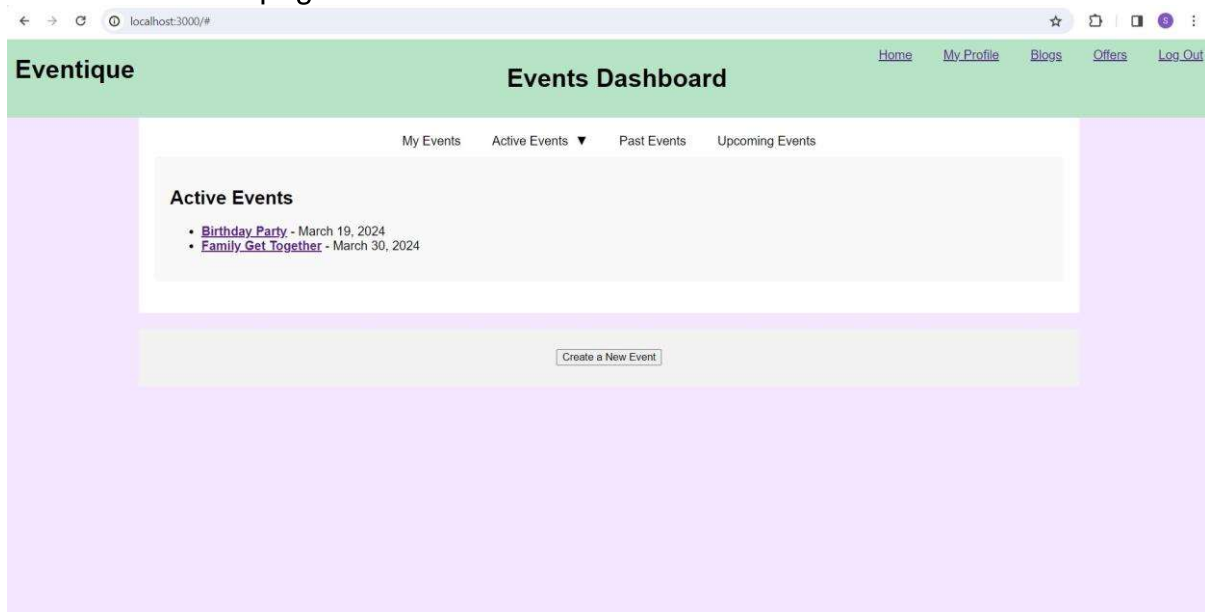 localhost:3000/#
S
Eventique
Events Dashboard
Home My Profile Blogs Offers Log Out
My Events Active Events ▼ Past Events Upcoming Events
Active Events
• Birthday Party - March 19, 2024
• Family Get Together - March 30, 2024
Create a New Event